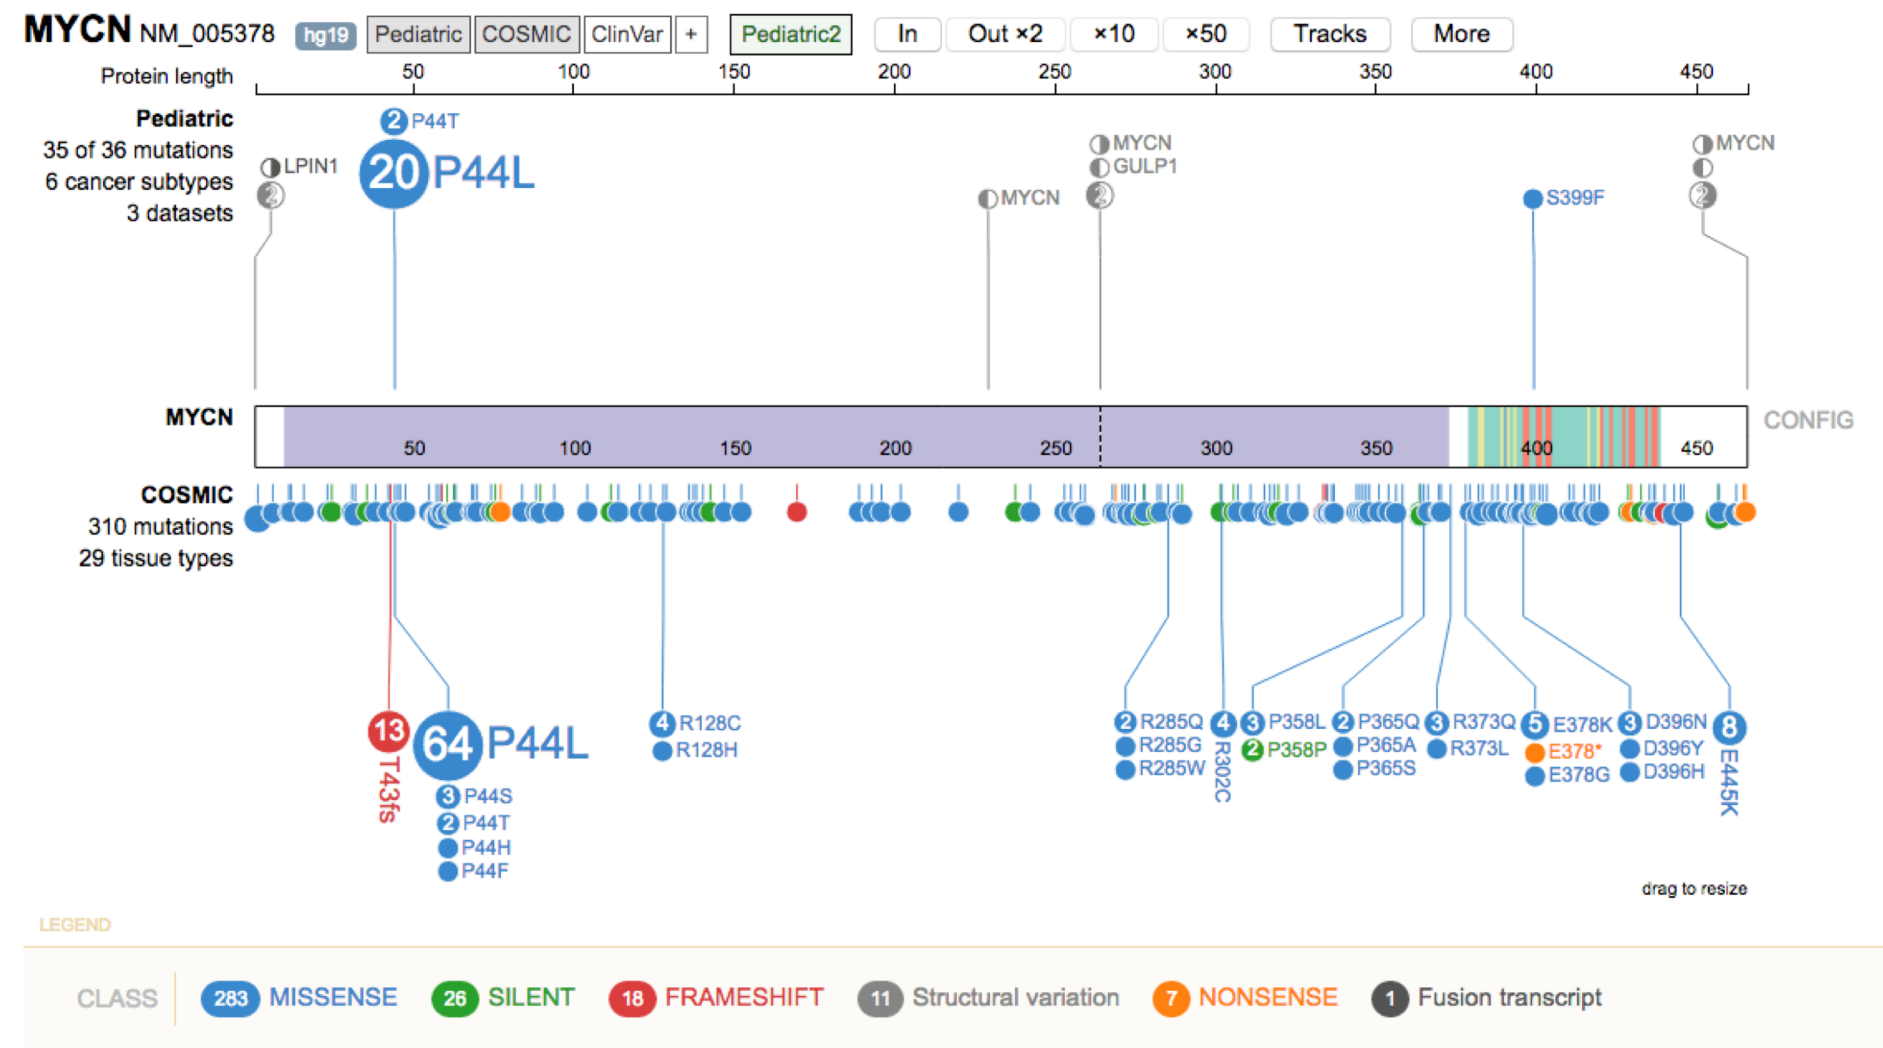 MYCN NM_005378 hg19 Pediatric COSMIC ClinVar + Pediatric2 In Out ×2 ×10 ×50 Tracks More
Protein length 50 100 150 200 250 300 350 400 450
Pediatric
35 of 36 mutations
6 cancer subtypes
3 datasets
2 P44T
20 P44L
LPIN1
2
MYCN
MYCN
GULP1
2
S399F
MYCN
2
MYCN 50 100 150 200 250 300 350 400 450 CONFIG
COSMIC
310 mutations
29 tissue types
13 T43fs
64 P44L
3 P44S
2 P44T
P44H
P44F
4 R128C
R128H
2 R285Q
R285G
R285W
4 R302C
3 P358L
2 P358P
2 P365Q
P365A
P365S
3 R373Q
R373L
5 E378K
E378*
E378G
3 D396N
D396Y
D396H
8 E445K
drag to resize
LEGEND
CLASS 283 MISSENSE 26 SILENT 18 FRAMESHIFT 11 Structural variation 7 NONSENSE 1 Fusion transcript